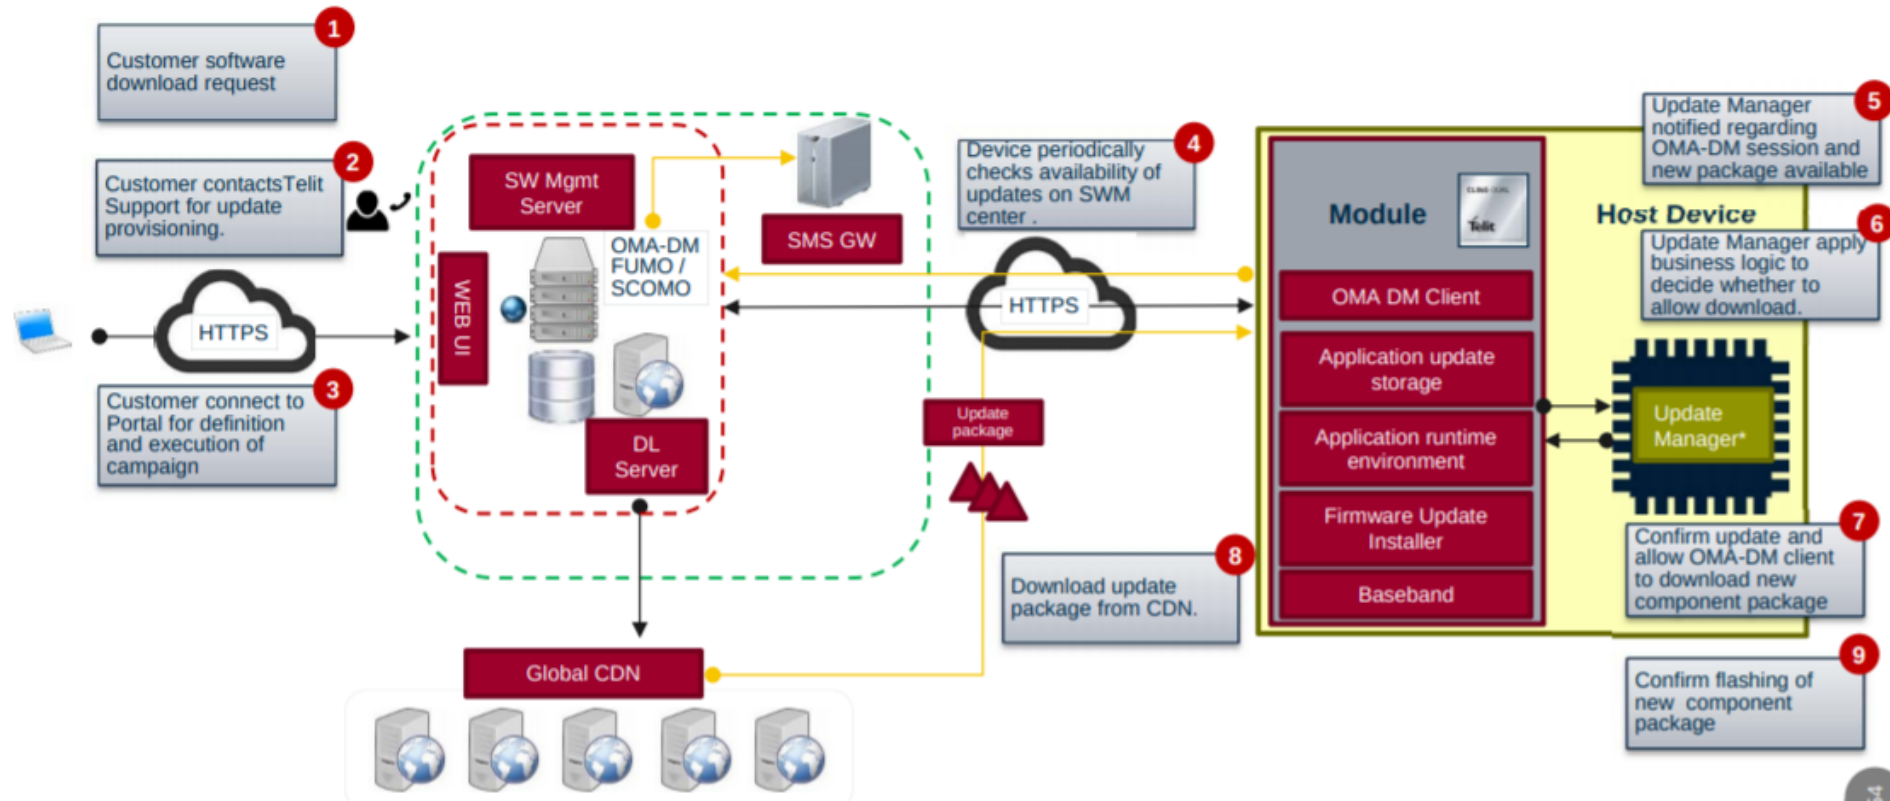 1
Customer software
download request
2
Customer contactsTelit
Support for update
provisioning.
HTTPS
3
Customer connect to
Portal for definition
and execution of
campaign
SW Mgmt
Server
OMA-DM
FUMO /
SCOMO
WEB UI
DL
Server
SMS GW
Global CDN
4
Device periodically
checks availability of
updates on SWM
center .
HTTPS
Update
package
8
Download update
package from CDN.
Module
Telit
OMA DM Client
Application update
storage
Application runtime
environment
Firmware Update
Installer
Baseband
Host Device
5
Update Manager
notified regarding
OMA-DM session and
new package available
6
Update Manager apply
business logic to
decide whether to
allow download.
Update
Manager*
7
Confirm update and
allow OMA-DM client
to download new
component package
9
Confirm flashing of
new component
package